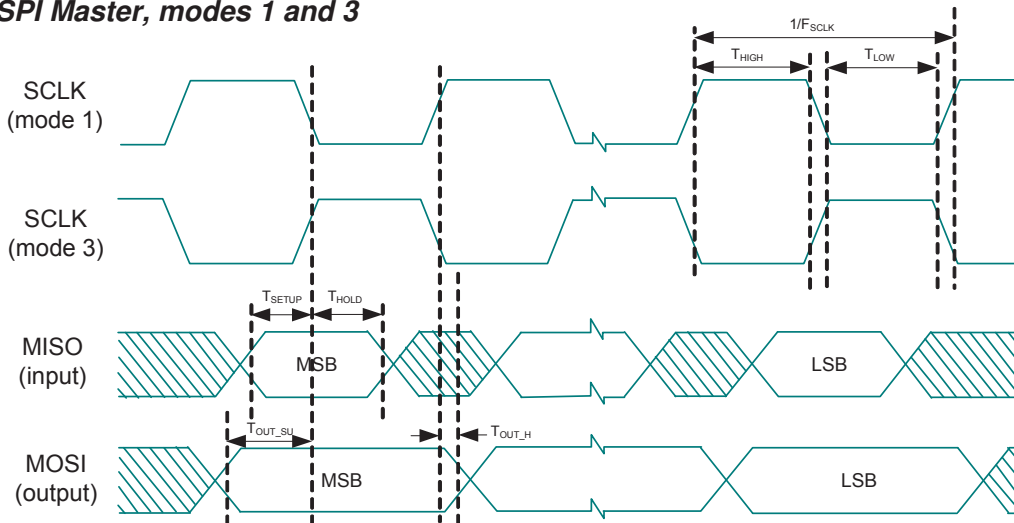 SPI Master, modes 1 and 3
1/FSCLK
THIGH
TLOW
SCLK
(mode 1)
SCLK
(mode 3)
TSETUP
THOLD
MISO
(input)
MSB
LSB
TOUT_SU
TOUT_H
MOSI
(output)
MSB
LSB